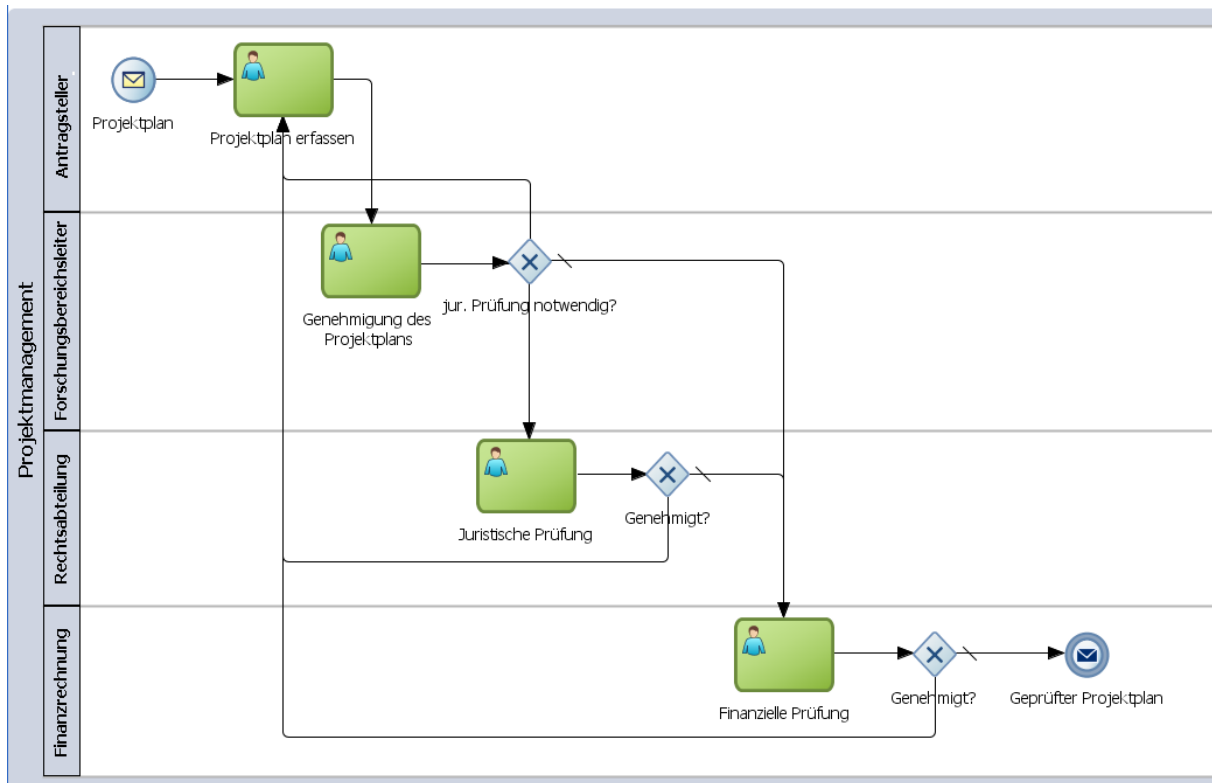 Projektmanagement
Antragsteller
Projektplan
Projektplan erfassen
Forschungsbereichsleiter
Genehmigung des
Projektplans
jur. Prüfung notwendig?
Rechtsabteilung
Juristische Prüfung
Genehmigt?
Finanzrechnung
Finanzielle Prüfung
Genehmigt?
Geprüfter Projektplan